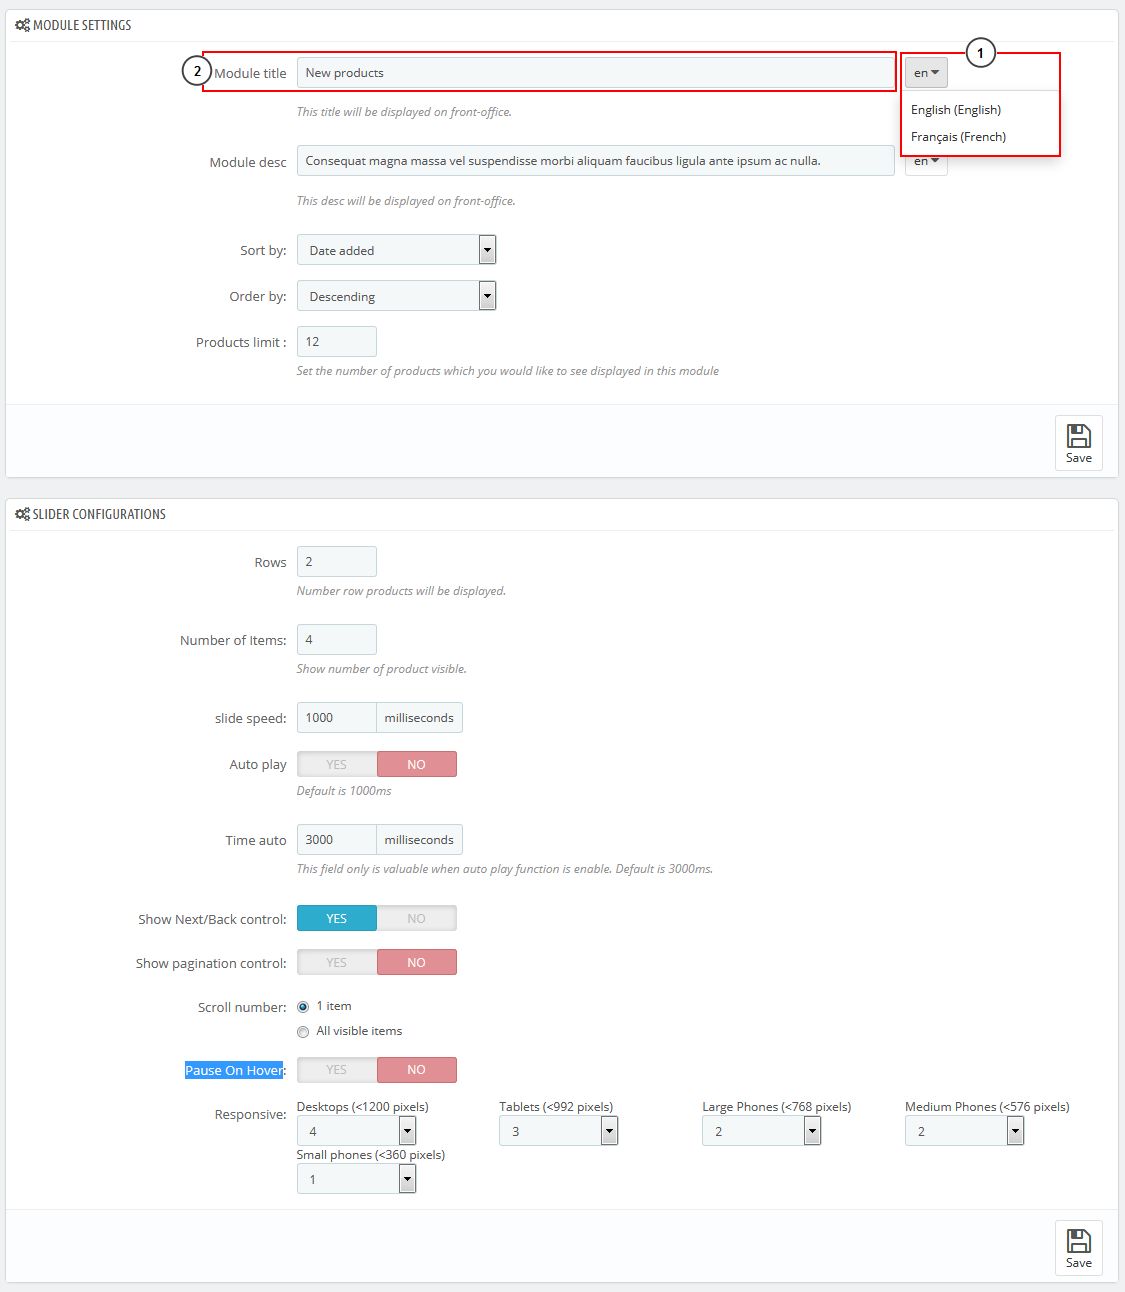 MODULE SETTINGS
1
2 Module title New products en
English (English)
This title will be displayed on front-office.
Français (French)
Module desc Consequat magna massa vel suspendisse morbi aliquam faucibus ligula ante ipsum ac nulla. en
This desc will be displayed on front-office.
Sort by: Date added
Order by: Descending
Products limit : 12
Set the number of products which you would like to see displayed in this module
Save
SLIDER CONFIGURATIONS
Rows 2
Number row products will be displayed.
Number of Items: 4
Show number of product visible.
slide speed: 1000 milliseconds
Auto play YES NO
Default is 1000ms
Time auto 3000 milliseconds
This field only is valuable when auto play function is enable. Default is 3000ms.
Show Next/Back control: YES NO
Show pagination control: YES NO
Scroll number: 1 item
All visible items
Pause On Hover: YES NO
Responsive: Desktops (<1200 pixels) Tablets (<992 pixels) Large Phones (<768 pixels) Medium Phones (<576 pixels)
4 3 2 2
Small phones (<360 pixels)
1
Save